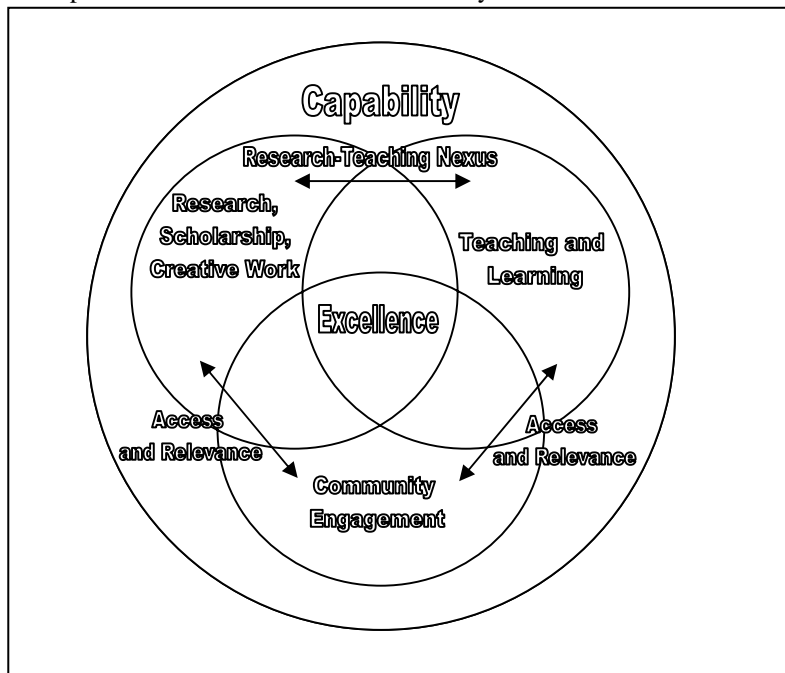 Capability
Research-Teaching Nexus
Research,
Scholarship,
Creative Work
Teaching and
Learning
Excellence
Access
and Relevance
Access
and Relevance
Community
Engagement